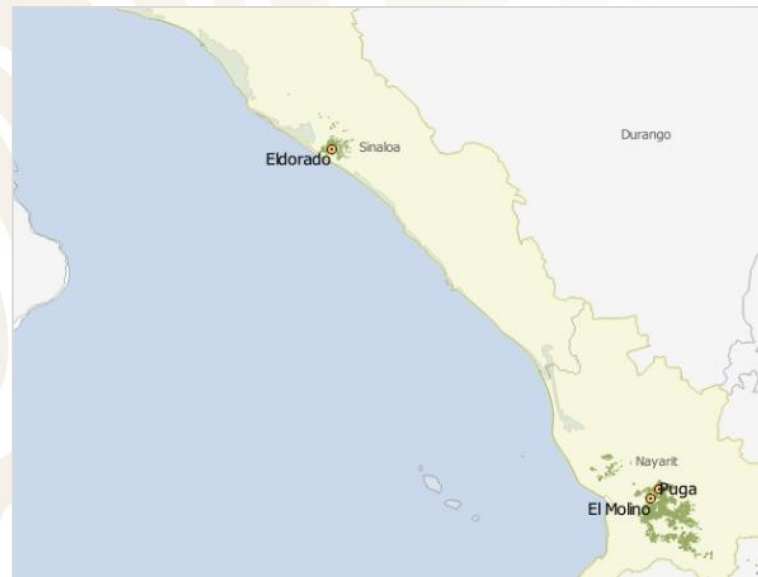 Durango
Sinaloa
Eldorado
Nayarit
Puga
El Molino